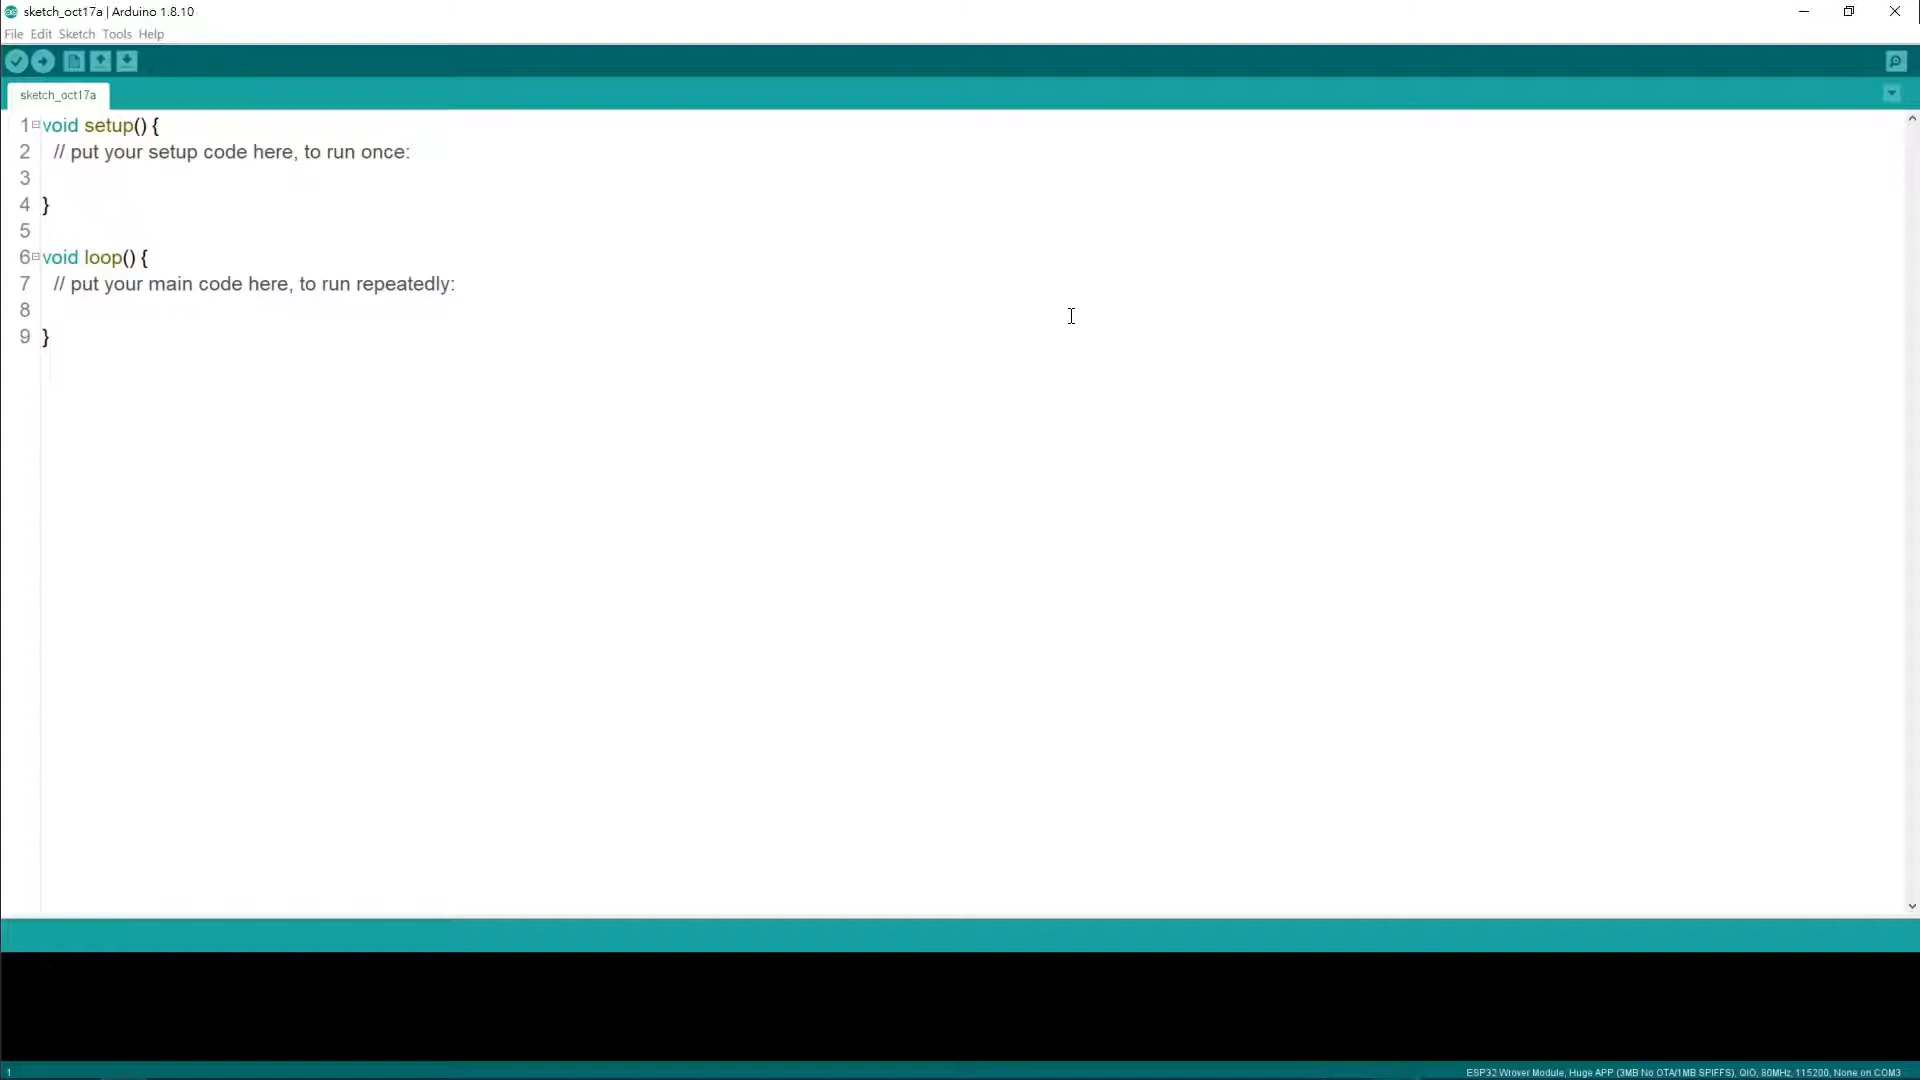 sketch_oct17a | Arduino 1.8.10
File Edit Sketch Tools Help
sketch_oct17a
1 void setup() {
2 // put your setup code here, to run once:
3
4 }
5
6 void loop() {
7 // put your main code here, to run repeatedly:
8
9 }
1
ESP32 Wrover Module, Huge APP (3MB No OTA/1MB SPIFFS), QIO, 80MHz, 115200, None on COM3